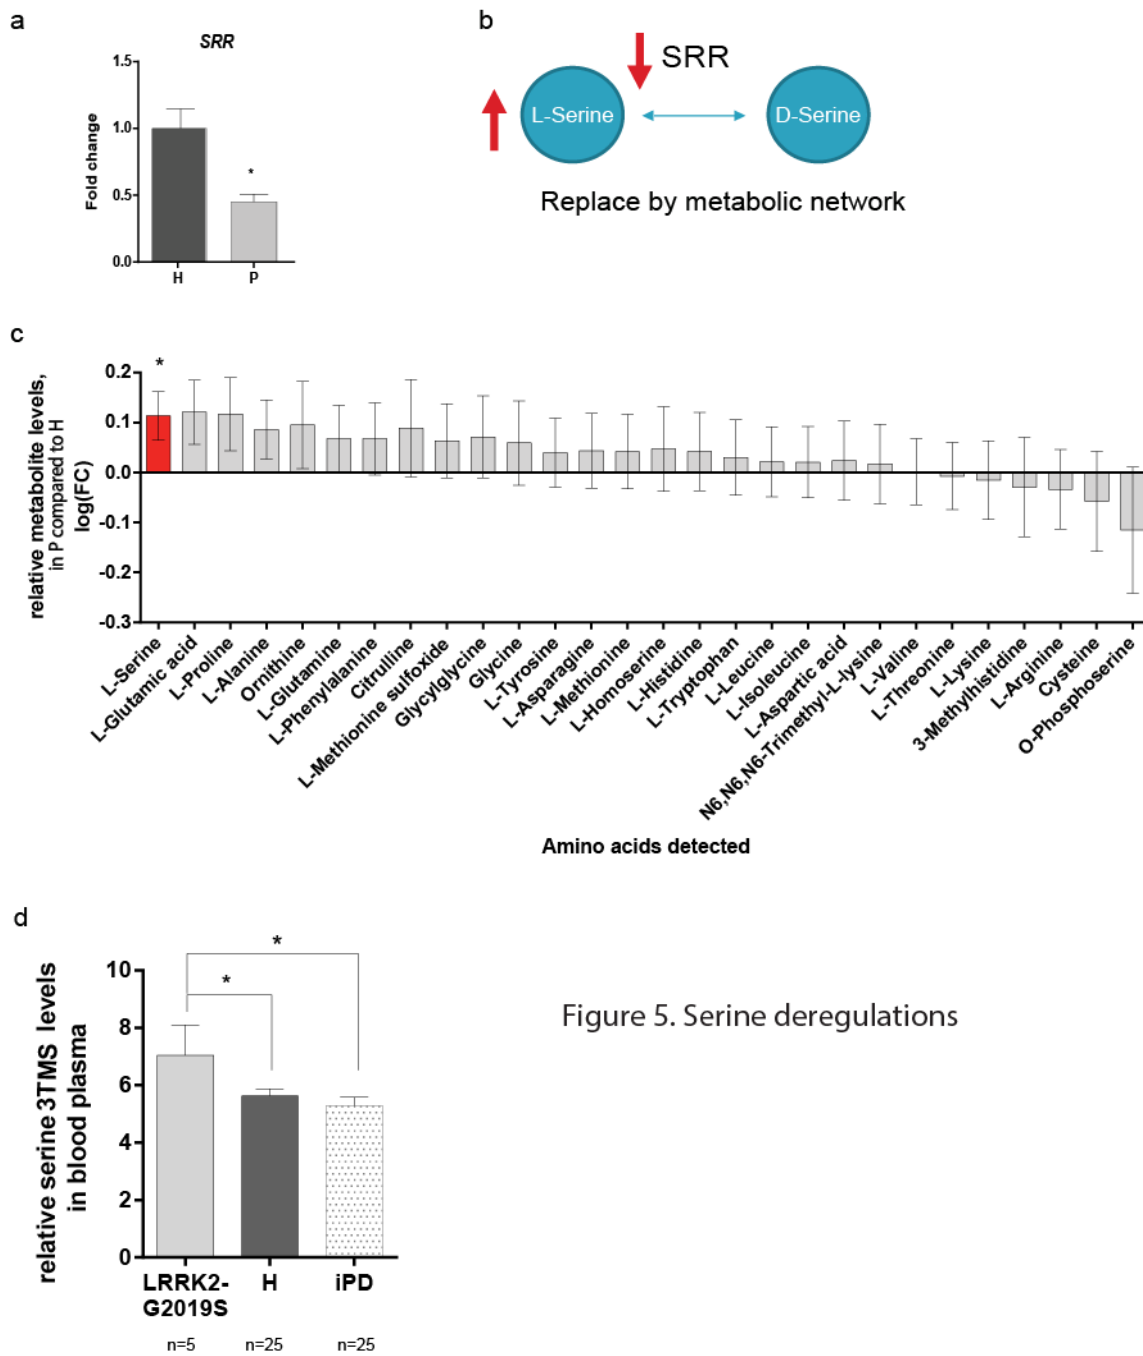 a
SRR
1.5
1.0
0.5
0.0
Fold change
*
H
P
b
SRR
L-Serine
D-Serine
Replace by metabolic network
c
relative metabolite levels,
in P compared to H
log(FC)
0.2
0.1
0.0
-0.1
-0.2
-0.3
*
L-Serine
L-Glutamic acid
L-Proline
L-Alanine
Ornithine
L-Glutamine
L-Phenylalanine
Citrulline
L-Methionine sulfoxide
Glycylglycine
Glycine
L-Tyrosine
L-Asparagine
L-Methionine
L-Homoserine
L-Histidine
L-Tryptophan
L-Leucine
L-Isoleucine
L-Aspartic acid
N6,N6,N6-Trimethyl-L-lysine
L-Valine
L-Threonine
L-Lysine
3-Methylhistidine
L-Arginine
Cysteine
O-Phosphoserine
Amino acids detected
d
relative serine 3TMS levels
in blood plasma
10
8
6
4
2
0
*
*
LRRK2-
G2019S
H
iPD
n=5
n=25
n=25
Figure 5. Serine deregulations